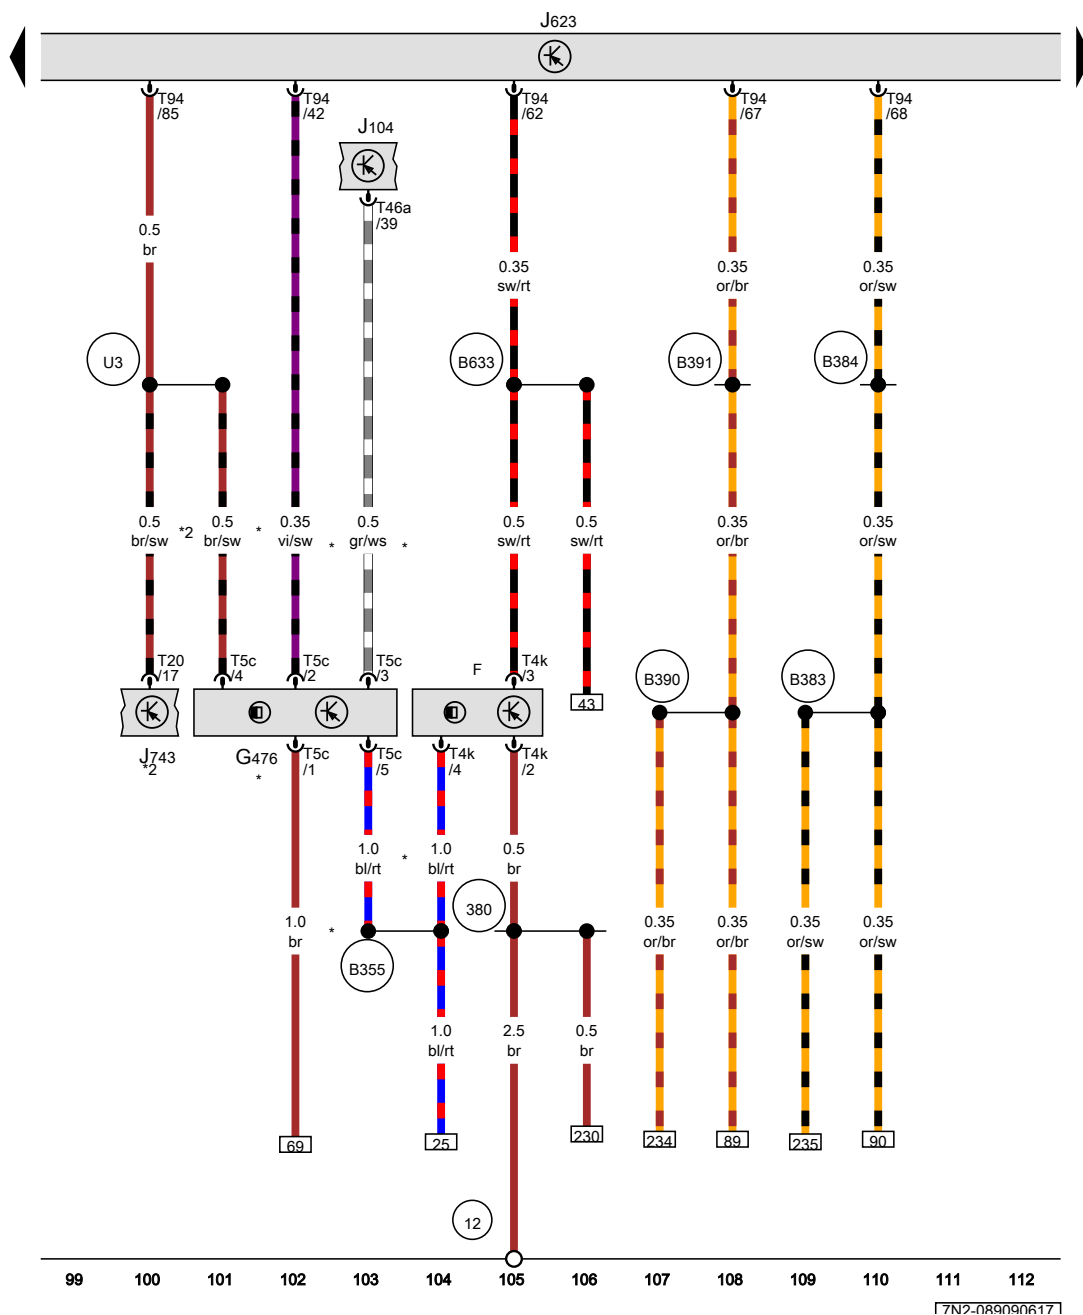 J623
T94 T94 T94 T94 T94
/85 /42 /62 /67 /68
J104
T46a
/39
0.5
br
0.35 0.35 0.35
sw/rt or/br or/sw
U3 B633 B391 B384
0.5 0.5 0.35 0.5 0.5 0.5 0.35 0.35
br/sw *2 br/sw * vi/sw * gr/ws * sw/rt sw/rt or/br or/sw
T20 T5c T5c T5c F T4k
/17 /4 /2 /3 /3
B390 B383
43
J743 G476 T5c T5c T4k T4k
*2 * /1 /5 /4 /2
1.0 * 1.0 0.5
bl/rt bl/rt br
380
1.0 * 0.35 0.35 0.35 0.35
br or/br or/br or/sw or/sw
B355
1.0 2.5 0.5
bl/rt br br
69 25 230 234 89 235 90
12
99 100 101 102 103 104 105 106 107 108 109 110 111 112
7N2-089090617